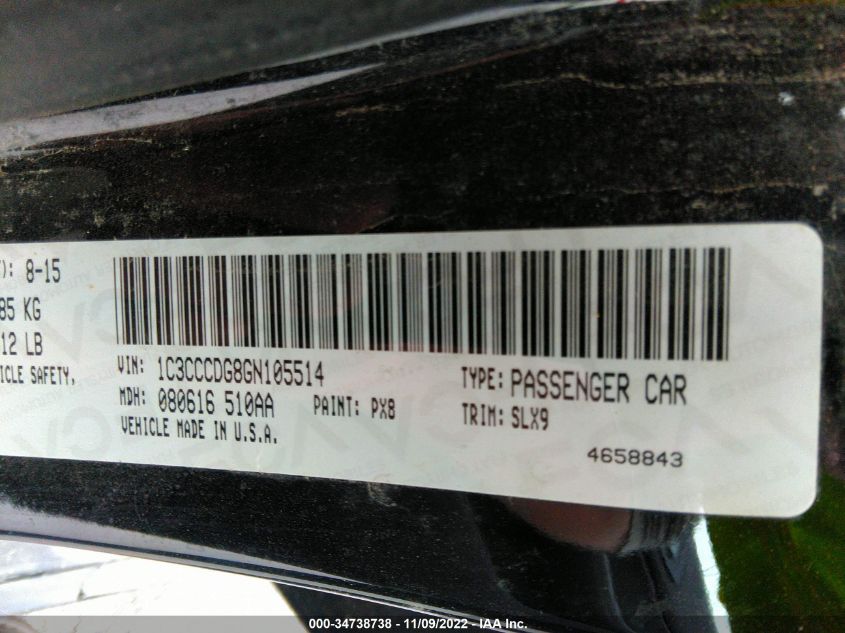 ): 8-15
85 KG
12 LB
ICLE SAFETY,
VIN: 1C3CCCDG8GN105514
TYPE: PASSENGER CAR
MDH: 080616 510AA
PAINT: PX8
TRIM: SLX9
VEHICLE MADE IN U.S.A.
4658843
000-34738738 - 11/09/2022 - IAA Inc.